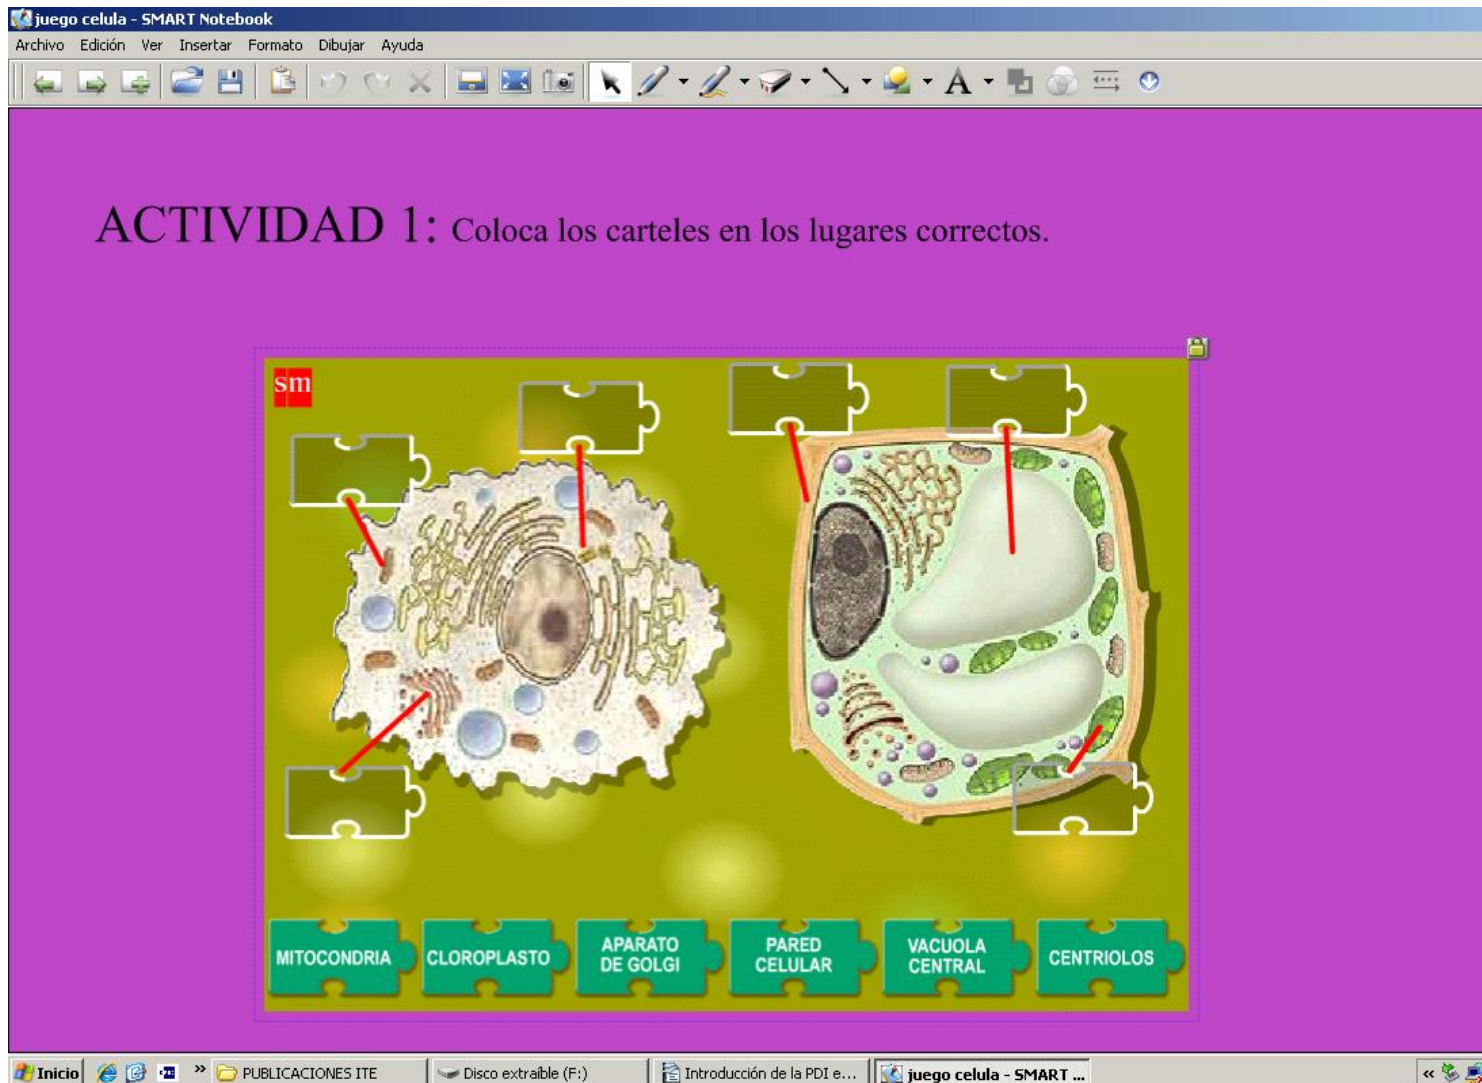 juego celula - SMART Notebook
Archivo Edición Ver Insertar Formato Dibujar Ayuda
A
ACTIVIDAD 1: Coloca los carteles en los lugares correctos.
sm
MITOCONDRIA
CLOROPLASTO
APARATO
DE GOLGI
PARED
CELULAR
VACUOLA
CENTRAL
CENTRIOLOS
Inicio » PUBLICACIONES ITE Disco extraíble (F:) Introducción de la PDI e... juego celula - SMART ... «